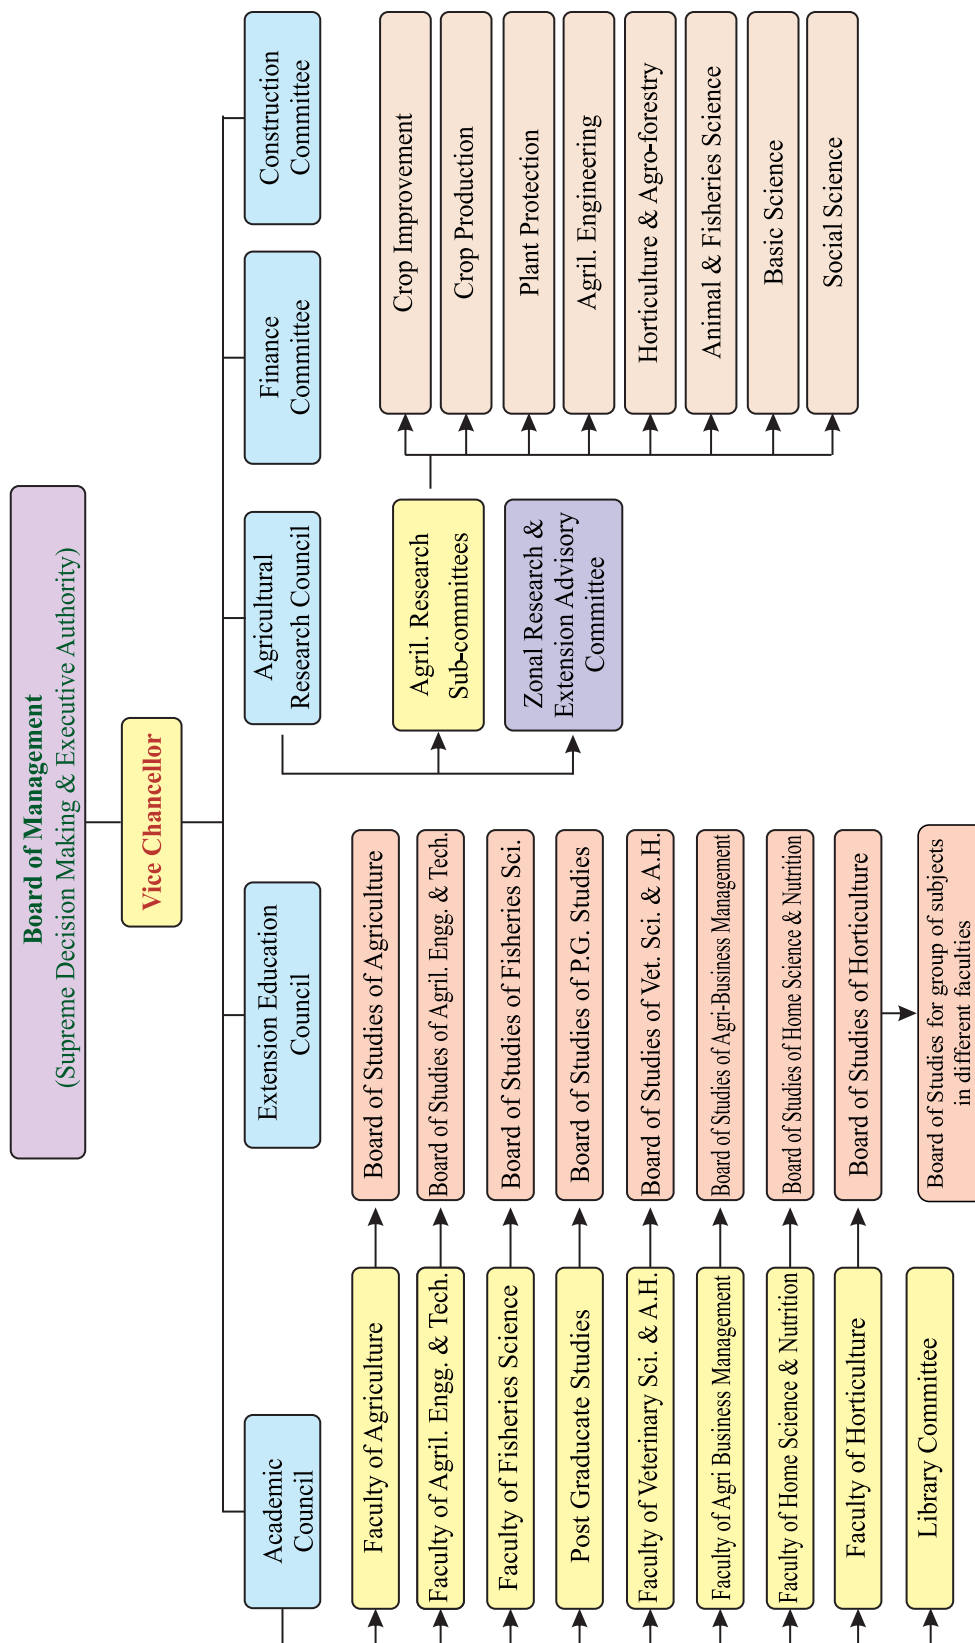 Board of Management
(Supreme Decision Making & Executive Authority)
Vice Chancellor
Academic
Council
Extension Education
Council
Agricultural
Research Council
Finance
Committee
Construction
Committee
Faculty of Agriculture
Faculty of Agril. Engg. & Tech.
Faculty of Fisheries Science
Post Graducate Studies
Faculty of Veterinary Sci. & A.H.
Faculty of Agri Business Management
Faculty of Home Science & Nutrition
Faculty of Horticulture
Library Committee
Board of Studies of Agriculture
Board of Studies of Agril. Engg. & Tech.
Board of Studies of Fisheries Sci.
Board of Studies of P.G. Studies
Board of Studies of Vet. Sci. & A.H.
Board of Studies of Agri-Business Management
Board of Studies of Home Science & Nutrition
Board of Studies of Horticulture
Board of Studies for group of subjects
in different faculties
Agril. Research
Sub-committees
Zonal Research &
Extension Advisory
Committee
Crop Improvement
Crop Production
Plant Protection
Agril. Engineering
Horticulture & Agro-forestry
Animal & Fisheries Science
Basic Science
Social Science